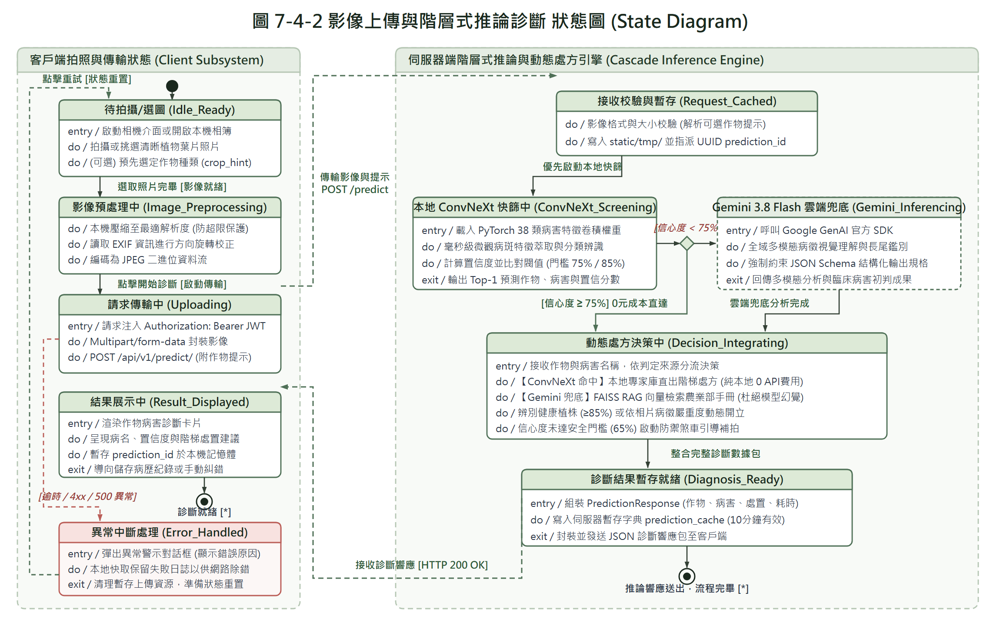 圖 7-4-2 影像上傳與階層式推論診斷 狀態圖 (State Diagram)
客戶端拍照與傳輸狀態 (Client Subsystem)
點擊重試 [狀態重置]
待拍攝/選圖 (Idle_Ready)
entry / 啟動相機介面或開啟本機相簿
do / 拍攝或挑選清晰植物葉片照片
do / (可選) 預先選定作物種類 (crop_hint)
選取照片完畢 [影像就緒]
影像預處理中 (Image_Preprocessing)
do / 本機壓縮至最適解析度 (防超限保護)
do / 讀取 EXIF 資訊進行方向旋轉校正
do / 編碼為 JPEG 二進位資料流
點擊開始診斷 [啟動傳輸]
請求傳輸中 (Uploading)
entry / 請求注入 Authorization: Bearer JWT
do / Multipart/form-data 封裝影像
do / POST /api/v1/predict/ (附作物提示)
結果展示中 (Result_Displayed)
entry / 渲染作物病害診斷卡片
do / 呈現病名、置信度與階梯處置建議
do / 暫存 prediction_id 於本機記憶體
exit / 導向儲存病歷紀錄或手動糾錯
[逾時 / 4xx / 500 異常]
診斷就緒 [*]
異常中斷處理 (Error_Handled)
entry / 彈出異常警示對話框 (顯示錯誤原因)
do / 本地快取保留失敗日誌以供網路除錯
exit / 清理暫存上傳資源，準備狀態重置
傳輸影像與提示
POST /predict
接收診斷響應 [HTTP 200 OK]
伺服器端階層式推論與動態處方引擎 (Cascade Inference Engine)
接收校驗與暫存 (Request_Cached)
do / 影像格式與大小校驗 (解析可選作物提示)
do / 寫入 static/tmp/ 並指派 UUID prediction_id
優先啟動本地快篩
本地 ConvNeXt 快篩中 (ConvNeXt_Screening)
entry / 載入 PyTorch 38 類病害特徵卷積權重
do / 毫秒級微觀病斑特徵萃取與分類辨識
do / 計算置信度並比對閥值 (門檻 75% / 85%)
exit / 輸出 Top-1 預測作物、病害與置信分數
[信心度 < 75%
Gemini 3.8 Flash 雲端兜底 (Gemini_Inferencing)
entry / 呼叫 Google GenAI 官方 SDK
do / 全域多模態病徵視覺理解與長尾鑑別
do / 強制約束 JSON Schema 結構化輸出規格
exit / 回傳多模態分析與臨床病害初判成果
[信心度 ≥ 75%] 0元成本直達
雲端兜底分析完成
動態處方決策中 (Decision_Integrating)
entry / 接收作物與病害名稱，依判定來源分流決策
do / 【ConvNeXt 命中】本地專家庫直出階梯處方 (純本地 0 API費用)
do / 【Gemini 兜底】FAISS RAG 向量檢索農業部手冊 (杜絕模型幻覺)
do / 辨別健康植株 (≥85%) 或依相片病徵嚴重度動態開立
do / 信心度未達安全門檻 (65%) 啟動防禦煞車引導補拍
整合完整診斷數據包
診斷結果暫存就緒 (Diagnosis_Ready)
entry / 組裝 PredictionResponse (作物、病害、處置、耗時)
do / 寫入伺服器暫存字典 prediction_cache (10分鐘有效)
exit / 封裝並發送 JSON 診斷響應包至客戶端
推論響應送出，流程完畢 [*]